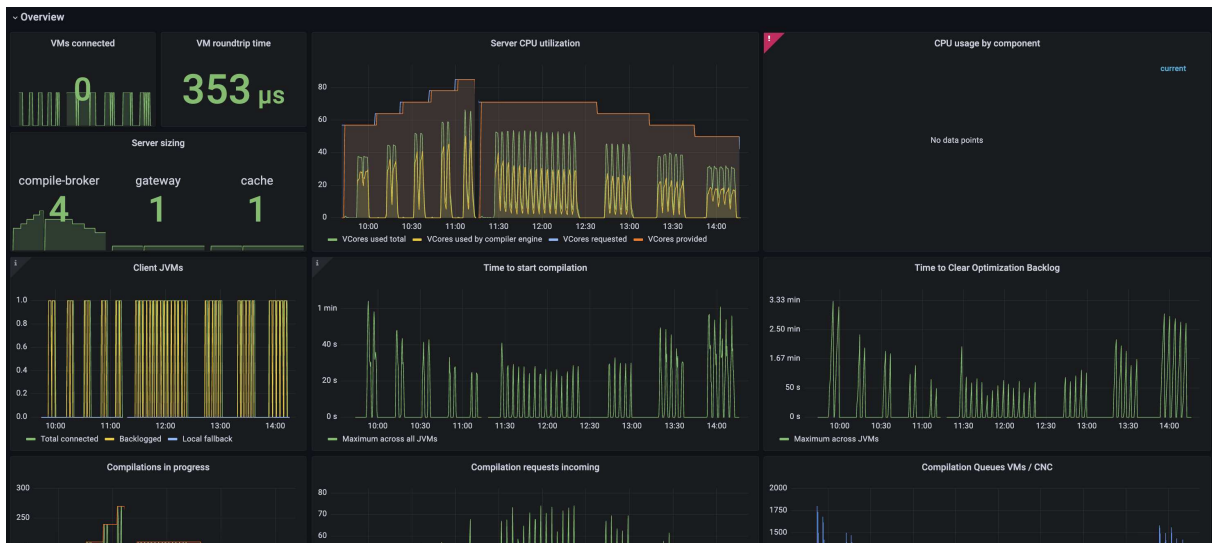 Overview
VMs connected
0
VM roundtrip time
353 μs
Server sizing
compile-broker gateway cache
4 1 1
Server CPU utilization
80
60
40
20
0
10:00 10:30 11:00 11:30 12:00 12:30 13:00 13:30 14:00
VCores used total VCores used by compiler engine VCores requested VCores provided
!
CPU usage by component
current
No data points
i
Client JVMs
1.0
0.8
0.6
0.4
0.2
0.0
10:00 11:00 12:00 13:00 14:00
Total connected Backlogged Local fallback
i
Time to start compilation
1 min
40 s
20 s
0 s
10:00 10:30 11:00 11:30 12:00 12:30 13:00 13:30 14:00
Maximum across all JVMs
Time to Clear Optimization Backlog
3.33 min
2.50 min
1.67 min
50 s
0 s
10:00 10:30 11:00 11:30 12:00 12:30 13:00 13:30 14:00
Maximum across JVMs
Compilations in progress
300
250
Compilation requests incoming
80
70
60
Compilation Queues VMs / CNC
2000
1750
1500